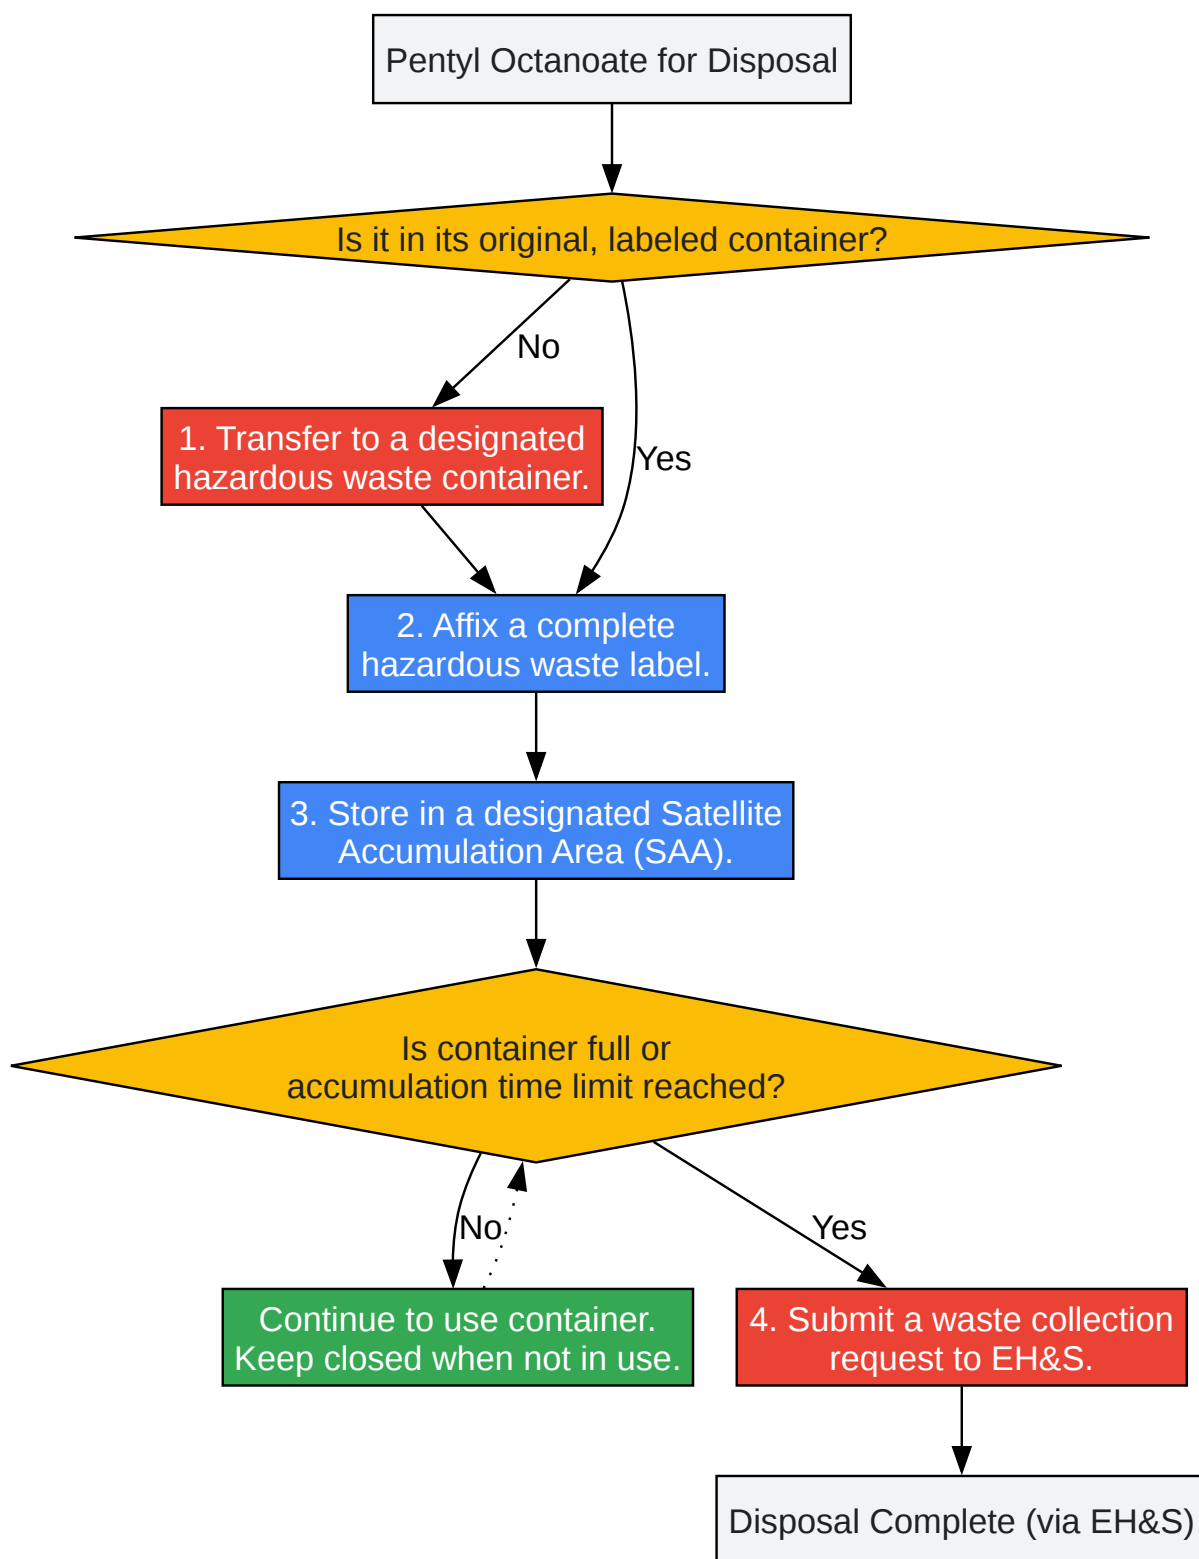 Pentyl Octanoate for Disposal
Is it in its original, labeled container?
No
1. Transfer to a designated
hazardous waste container.
Yes
2. Affix a complete
hazardous waste label.
3. Store in a designated Satellite
Accumulation Area (SAA).
Is container full or
accumulation time limit reached?
No
Yes
Continue to use container.
Keep closed when not in use.
4. Submit a waste collection
request to EH&S.
Disposal Complete (via EH&S)